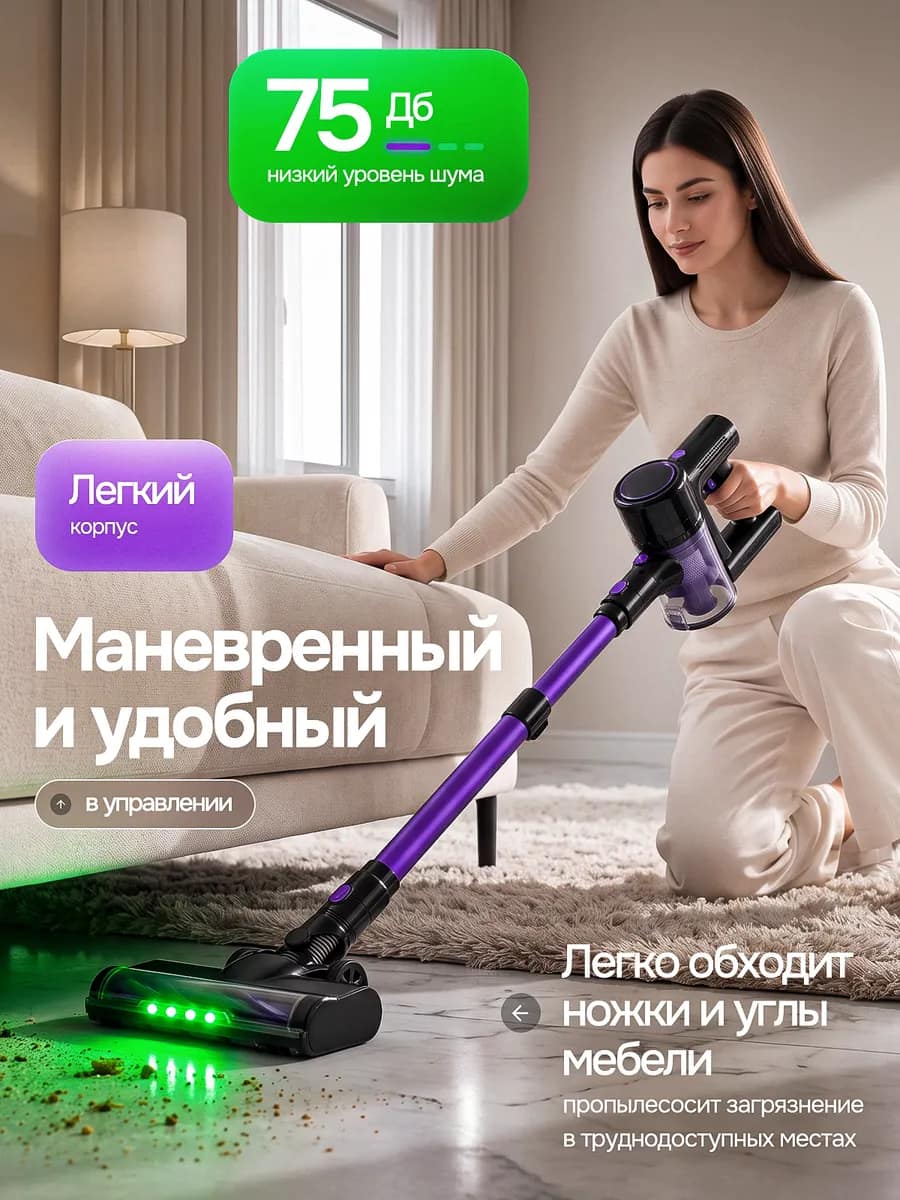 75 Дб
низкий уровень шума
Легкий
корпус
Маневренный
и удобный
в управлении
Легко обходит
ножки и углы
мебели
пропылесосит загрязнение
в труднодоступных местах